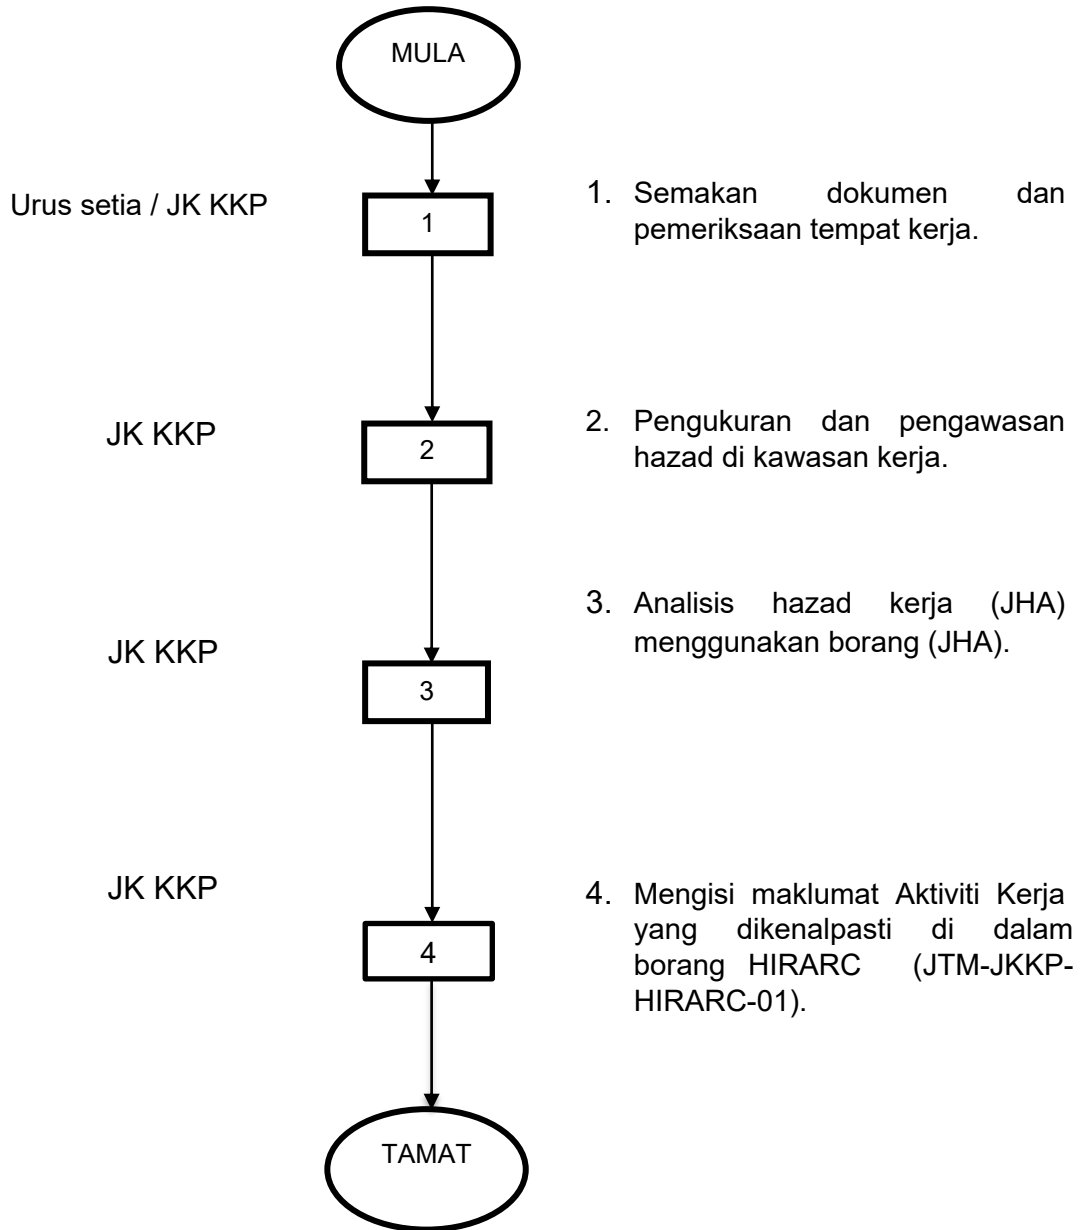 MULA
Urus setia / JK KKP
1
1. Semakan dokumen dan
pemeriksaan tempat kerja.
JK KKP
2
2. Pengukuran dan pengawasan
hazad di kawasan kerja.
JK KKP
3
3. Analisis hazad kerja (JHA)
menggunakan borang (JHA).
JK KKP
4
4. Mengisi maklumat Aktiviti Kerja
yang dikenalpasti di dalam
borang HIRARC (JTM-JKKP-
HIRARC-01).
TAMAT